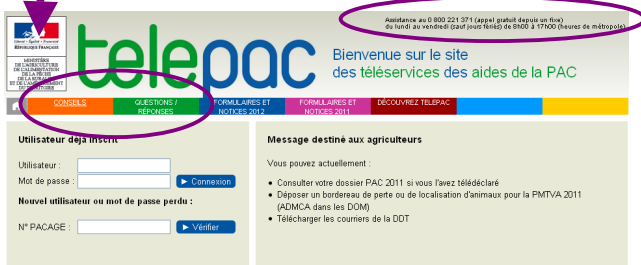 Assistance au 0 800 221 371 (appel gratuit depuis un fixe)
du lundi au vendredi (sauf jours fériés) de 8h00 à 17h00 (heures de métropole)
Liberté • Égalité • Fraternité
RÉPUBLIQUE FRANÇAISE
MINISTÈRE
DE L'AGRICULTURE
DE L'ALIMENTATION
DE LA PÊCHE
DE LA RURALITÉ
ET DE L'AMÉNAGEMENT
DU TERRITOIRE
telepac
Bienvenue sur le site
des téléservices des aides de la PAC
CONSEILS
QUESTIONS /
RÉPONSES
FORMULAIRES ET
NOTICES 2012
FORMULAIRES ET
NOTICES 2011
DÉCOUVREZ TELEPAC
Utilisateur déjà inscrit
Utilisateur :
Mot de passe :
Connexion
Nouvel utilisateur ou mot de passe perdu :
N° PACAGE :
Vérifier
Message destiné aux agriculteurs
Vous pouvez actuellement :
• Consulter votre dossier PAC 2011 si vous l'avez télédéclaré
• Déposer un bordereau de perte ou de localisation d'animaux pour la PMTVA 2011
(ADMCA dans les DOM)
• Télécharger les courriers de la DDT